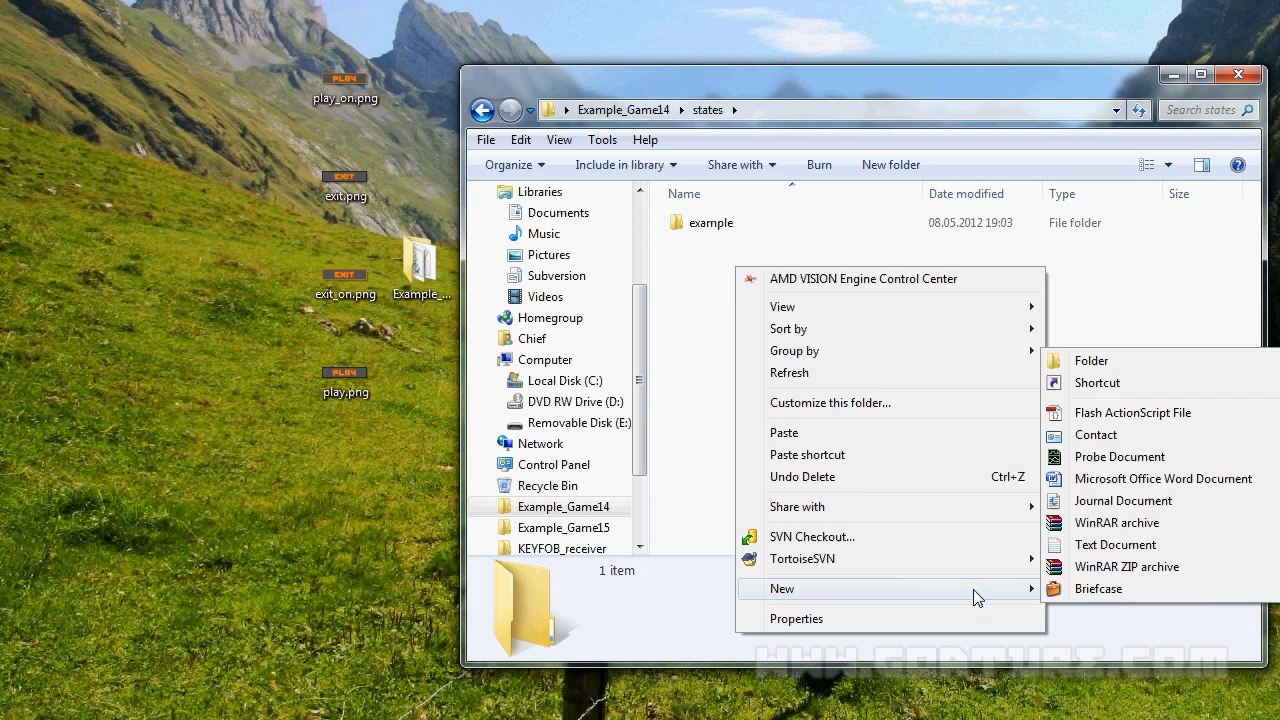 PLAY
play_on.png
EXIT
exit.png
EXIT
exit_on.png
Example_...
PLAY
play.png
Example_Game14
states
Search states
File Edit View Tools Help
Organize Include in library Share with Burn New folder
Libraries
Documents
Music
Pictures
Subversion
Videos
Homegroup
Chief
Computer
Local Disk (C:)
DVD RW Drive (D:)
Removable Disk (E:)
Network
Control Panel
Recycle Bin
Example_Game14
Example_Game15
KEYFOB_receiver
Name Date modified Type Size
example 08.05.2012 19:03 File folder
AMD VISION Engine Control Center
View
Sort by
Group by
Refresh
Customize this folder...
Paste
Paste shortcut
Undo Delete Ctrl+Z
Share with
SVN Checkout...
TortoiseSVN
New
Properties
Folder
Shortcut
Flash ActionScript File
Contact
Probe Document
Microsoft Office Word Document
Journal Document
WinRAR archive
Text Document
WinRAR ZIP archive
Briefcase
1 item